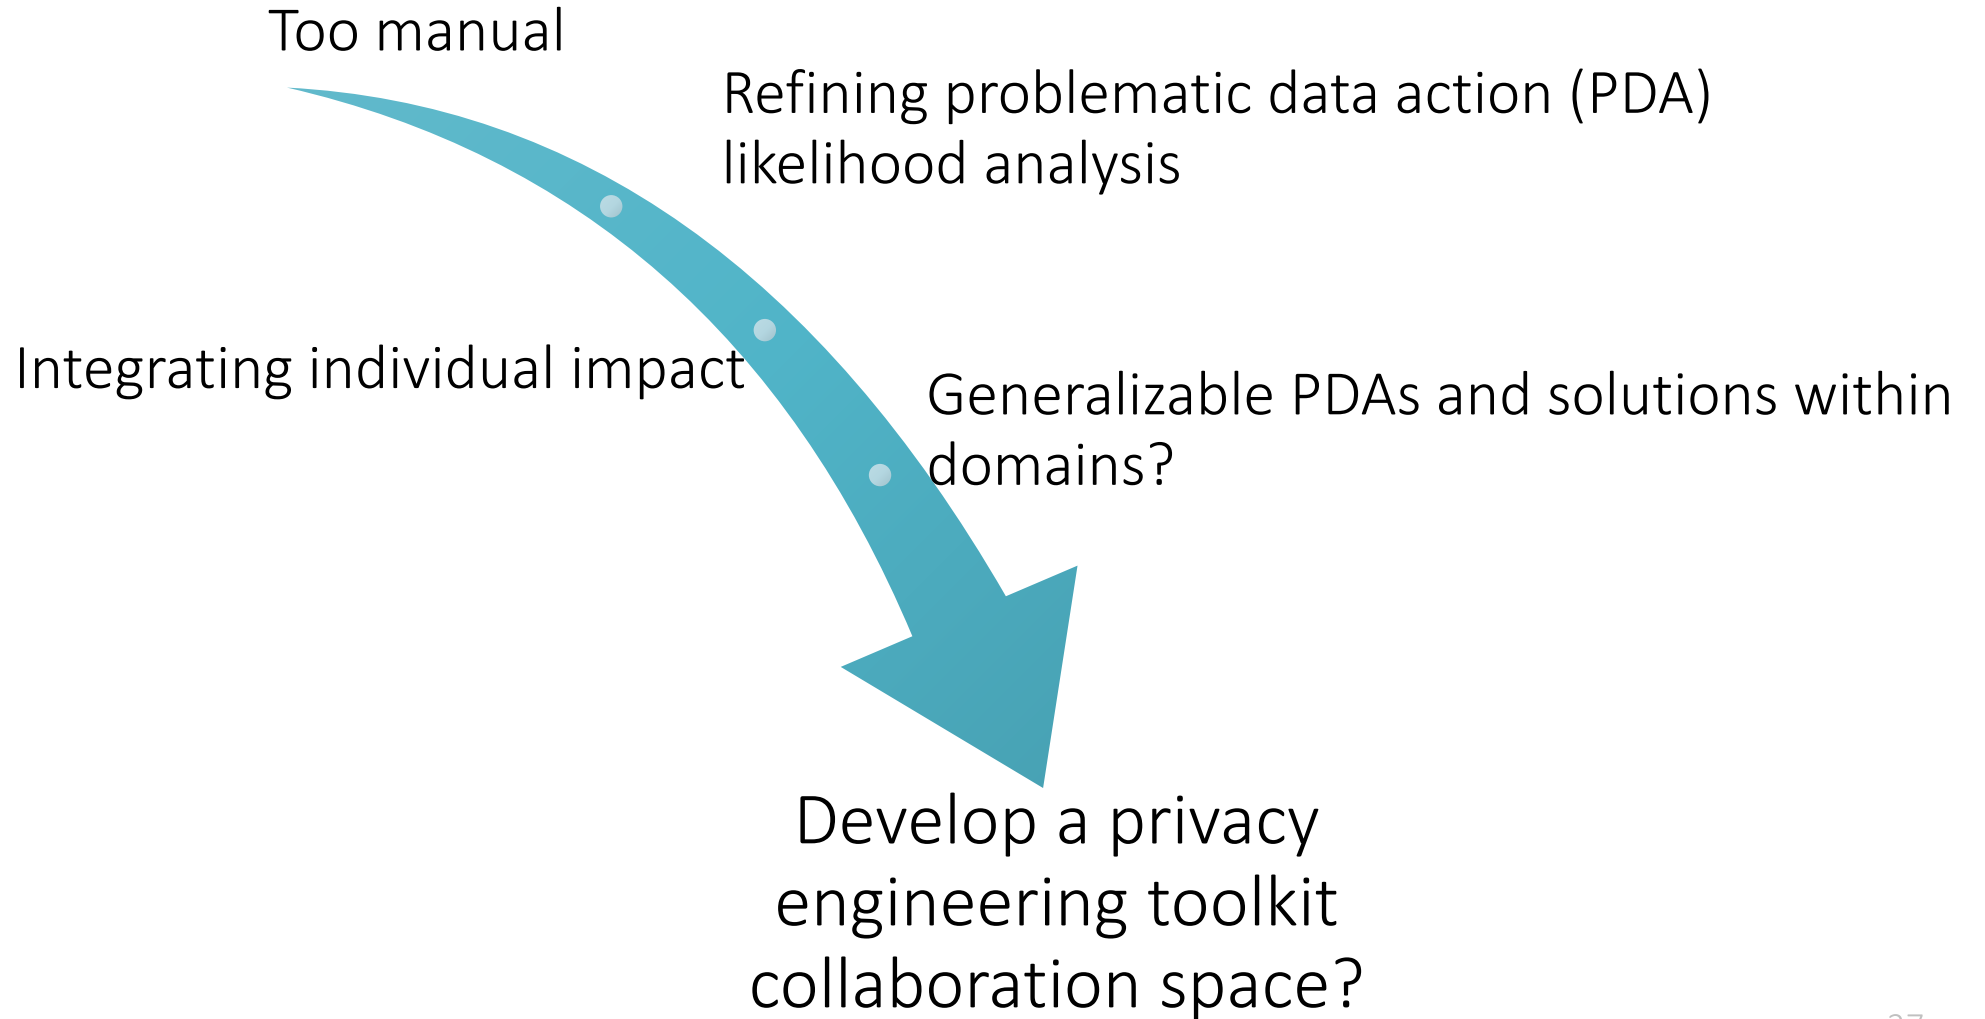 Too manual
Refining problematic data action (PDA)
likelihood analysis
Integrating individual impact
Generalizable PDAs and solutions within
domains?
Develop a privacy
engineering toolkit
collaboration space?